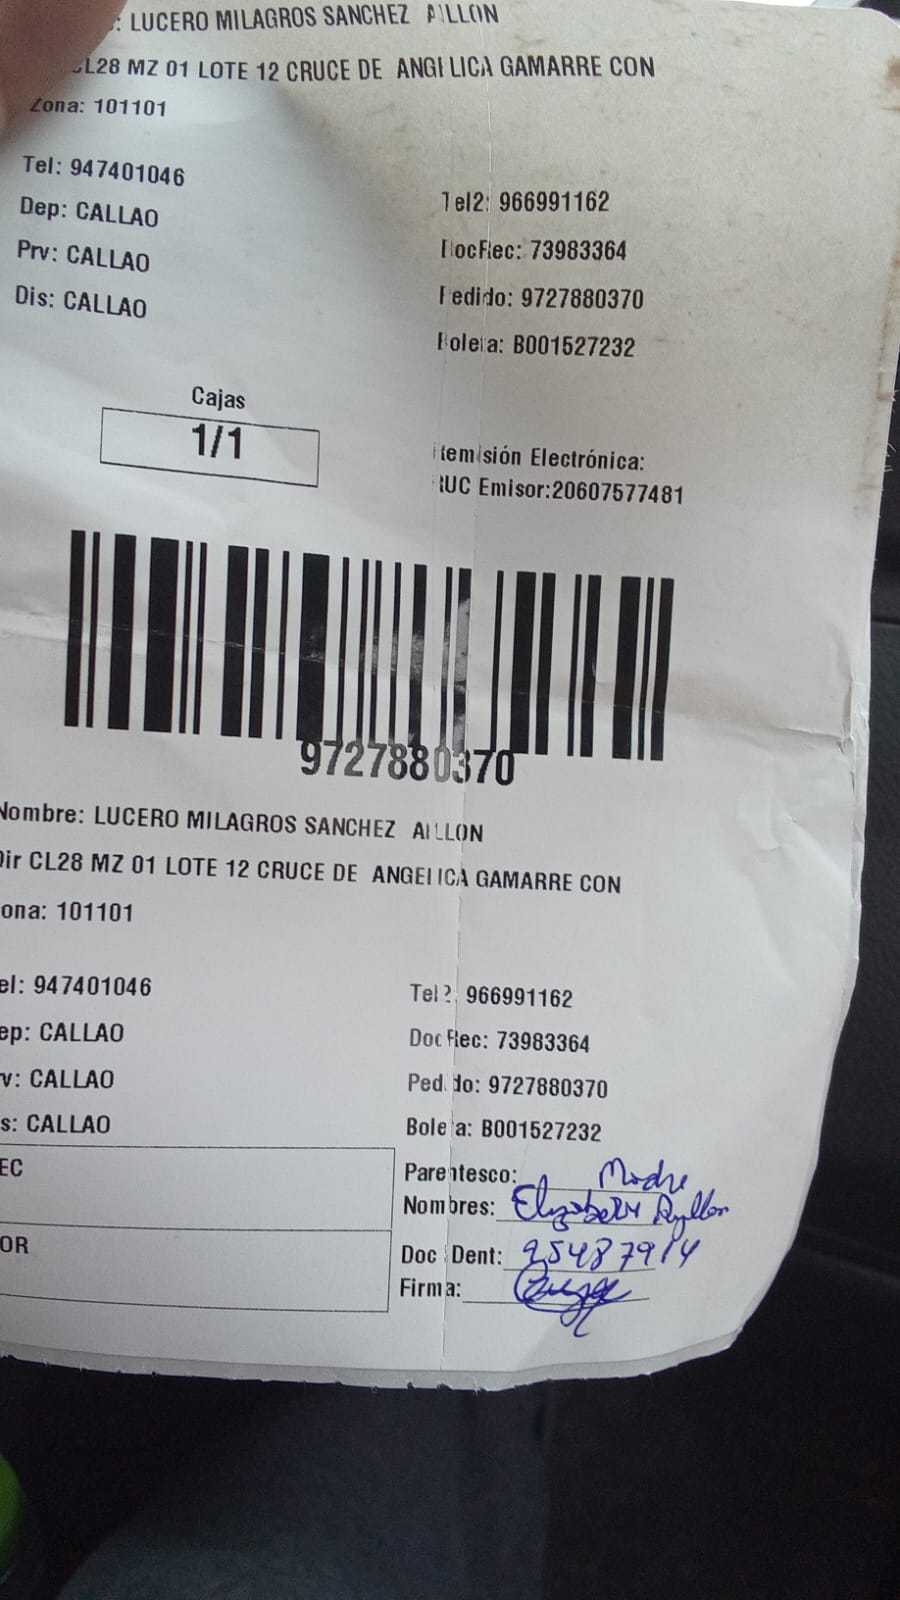 : LUCERO MILAGROS SANCHEZ AILLON
CL28 MZ 01 LOTE 12 CRUCE DE ANGELICA GAMARRE CON
Zona: 101101
Tel: 947401046
Tel2: 966991162
Dep: CALLAO
DocRec: 73983364
Prv: CALLAO
Pedido: 9727880370
Dis: CALLAO
Boleta: B001527232
Cajas
1/1
temisión Electrónica:
RUC Emisor:20607577481
9727880370
Nombre: LUCERO MILAGROS SANCHEZ AILLON
Dir CL28 MZ 01 LOTE 12 CRUCE DE ANGELICA GAMARRE CON
ona: 101101
el: 947401046
Tel2: 966991162
ep: CALLAO
DocRec: 73983364
v: CALLAO
Pedido: 9727880370
s: CALLAO
Boleta: B001527232
EC
Parentesco: Madre
Nombres: Elizabeth Ayllon
OR
Doc Dent: 25487914
Firma: